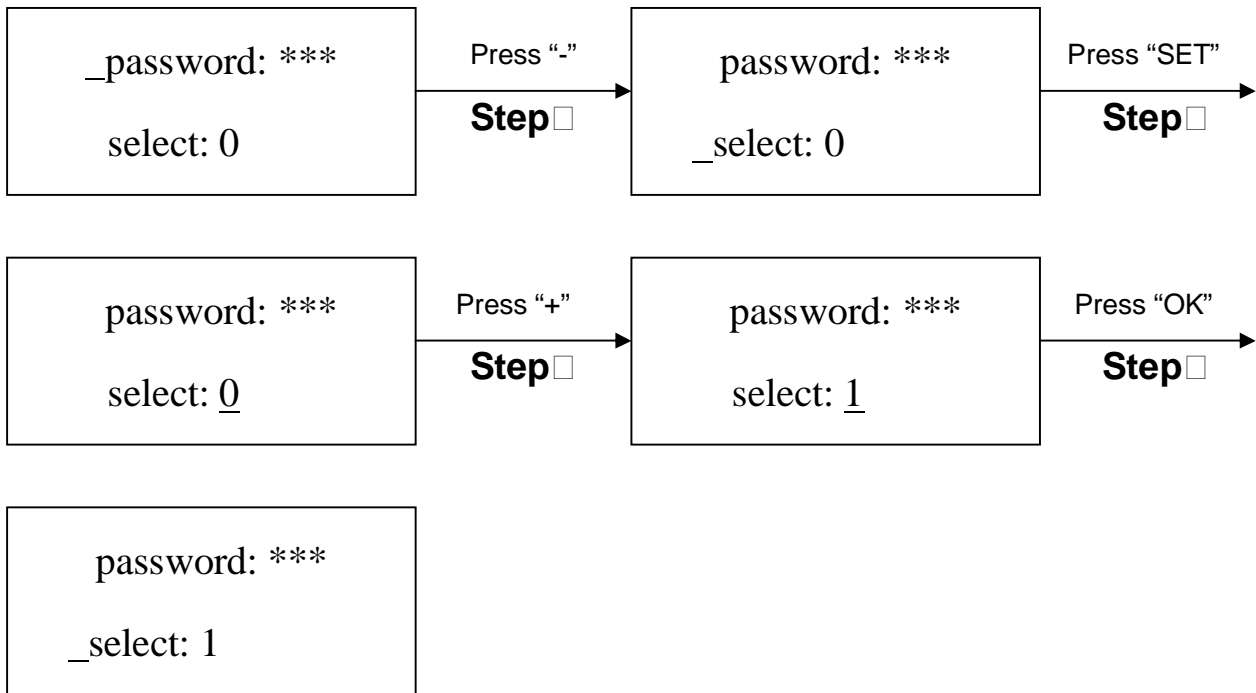 _password: ***
select: 0
Press “-”
Step□
password: ***
_select: 0
Press “SET”
Step□
password: ***
select: 0
Press “+”
Step□
password: ***
select: 1
Press “OK”
Step□
password: ***
_select: 1